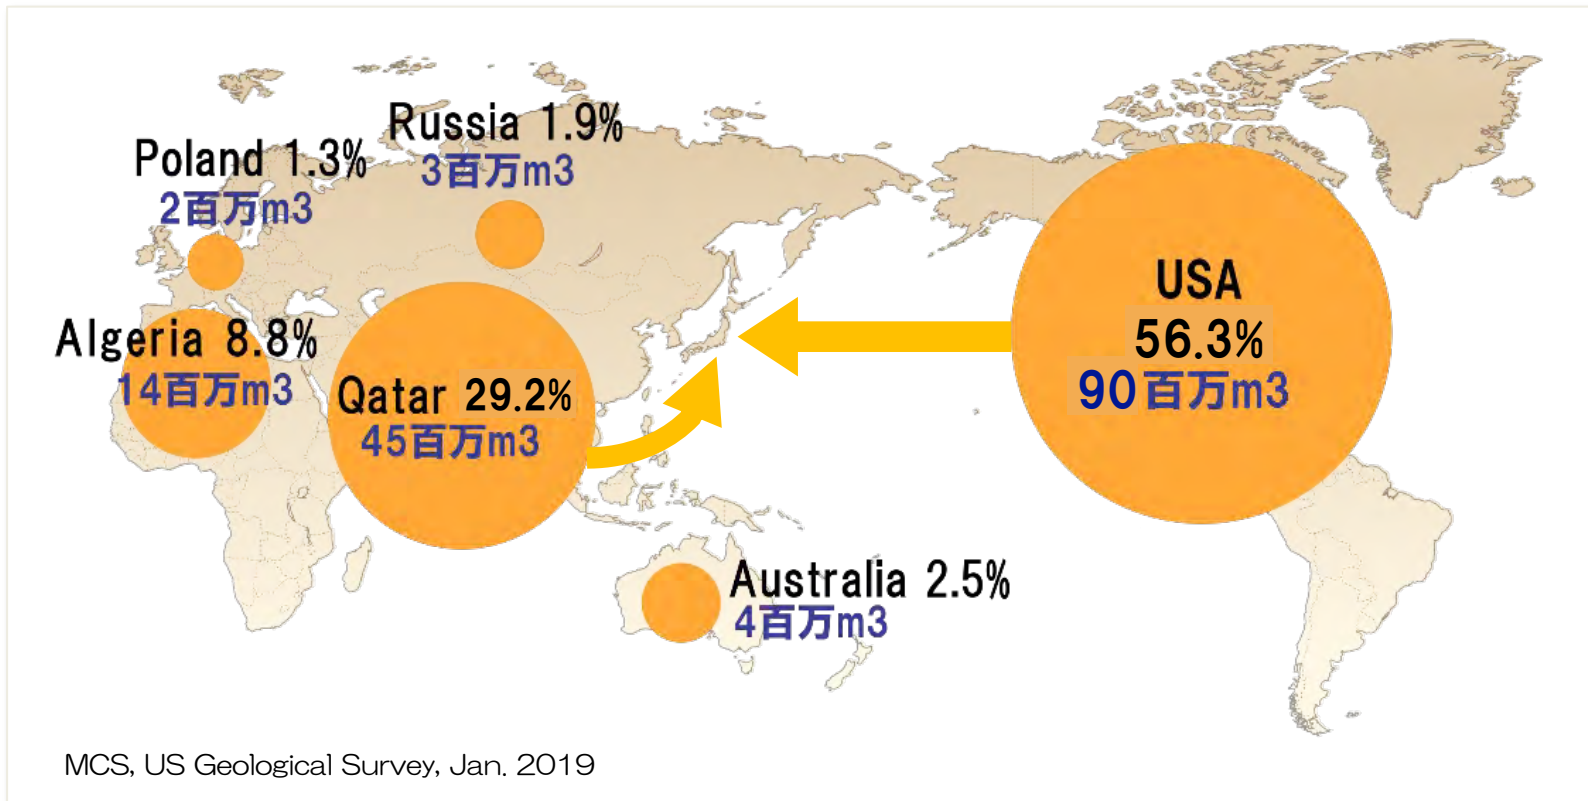 Russia 1.9%
3百万m3
Poland 1.3%
2百万m3
USA
56.3%
90百万m3
Algeria 8.8%
14百万m3
Qatar 29.2%
45百万m3
Australia 2.5%
4百万m3
MCS, US Geological Survey, Jan. 2019